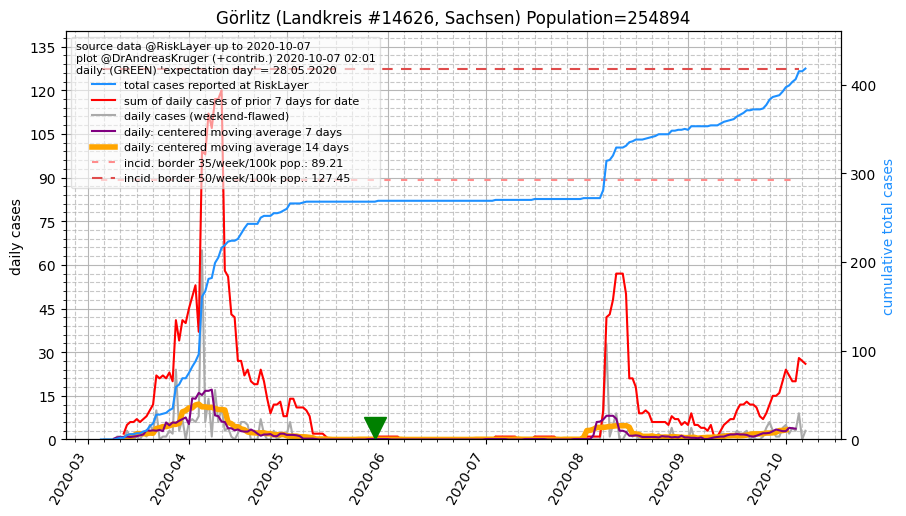 Görlitz (Landkreis #14626, Sachsen) Population=254894
source data @RiskLayer up to 2020-10-07
plot @DrAndreasKruger (+contrib.) 2020-10-07 02:01
daily: (GREEN) 'expectation day' = 28.05.2020
total cases reported at RiskLayer
sum of daily cases of prior 7 days for date
daily cases (weekend-flawed)
daily: centered moving average 7 days
daily: centered moving average 14 days
incid. border 35/week/100k pop.: 89.21
incid. border 50/week/100k pop.: 127.45
daily cases
135
120
105
90
75
60
45
30
15
0
400
300
200
100
0
cumulative total cases
2020-03
2020-04
2020-05
2020-06
2020-07
2020-08
2020-09
2020-10